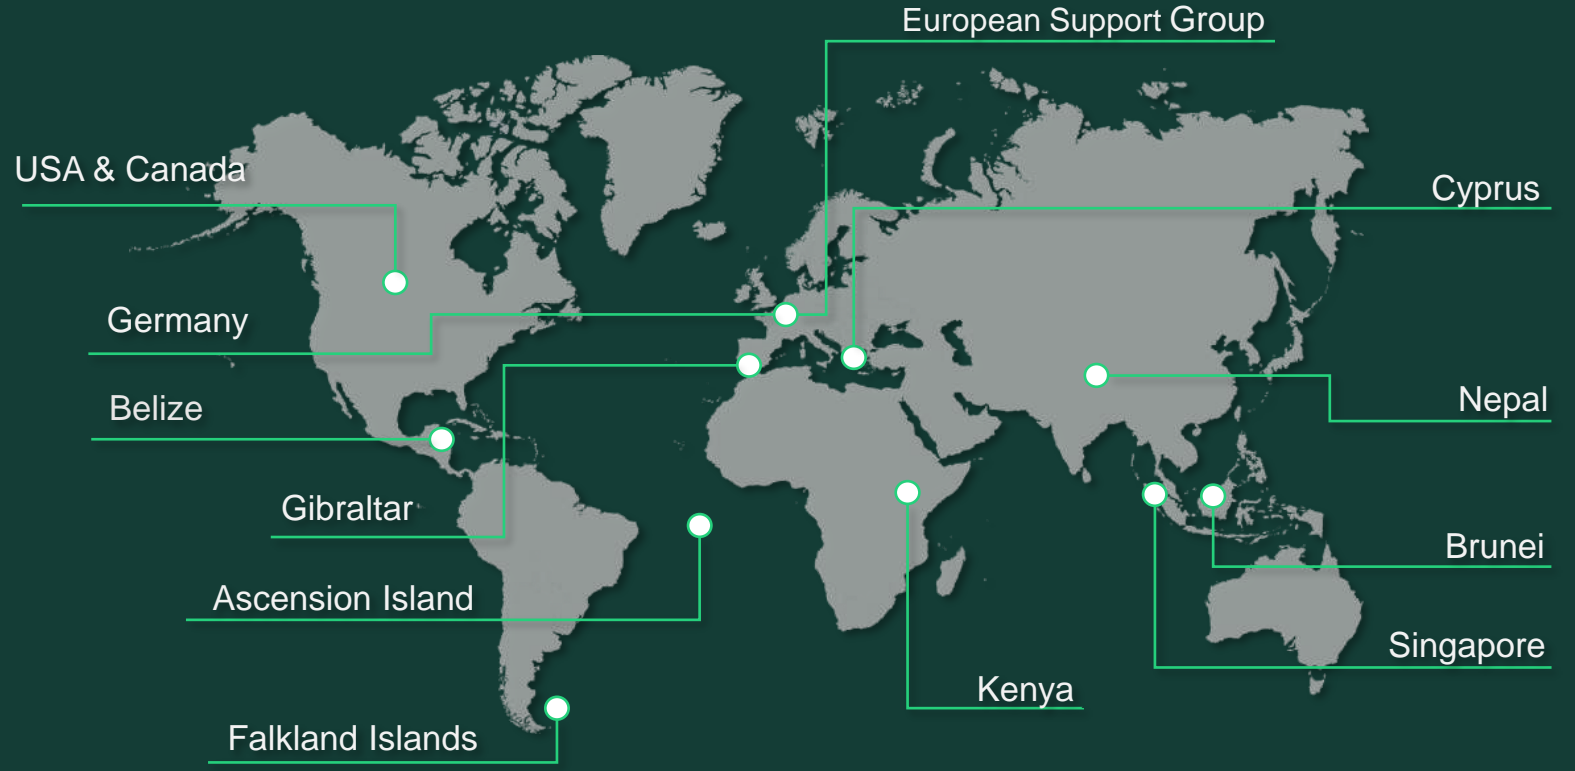 European Support Group
USA & Canada
Cyprus
Germany
Nepal
Belize
Gibraltar
Brunei
Ascension Island
Singapore
Kenya
Falkland Islands